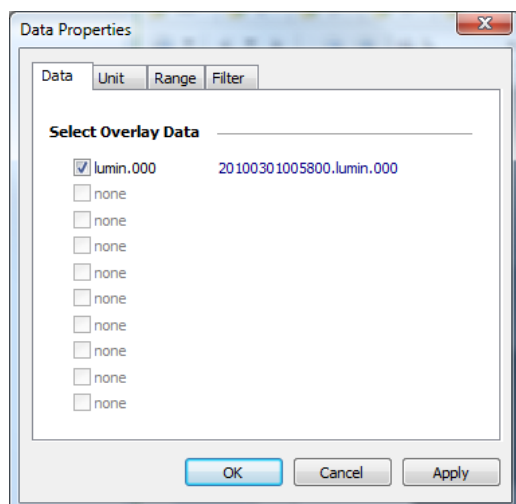 Data Properties
Data Unit Range Filter
Select Overlay Data
lumin.000 20100301005800.lumin.000
none
none
none
none
none
none
none
none
none
OK Cancel Apply